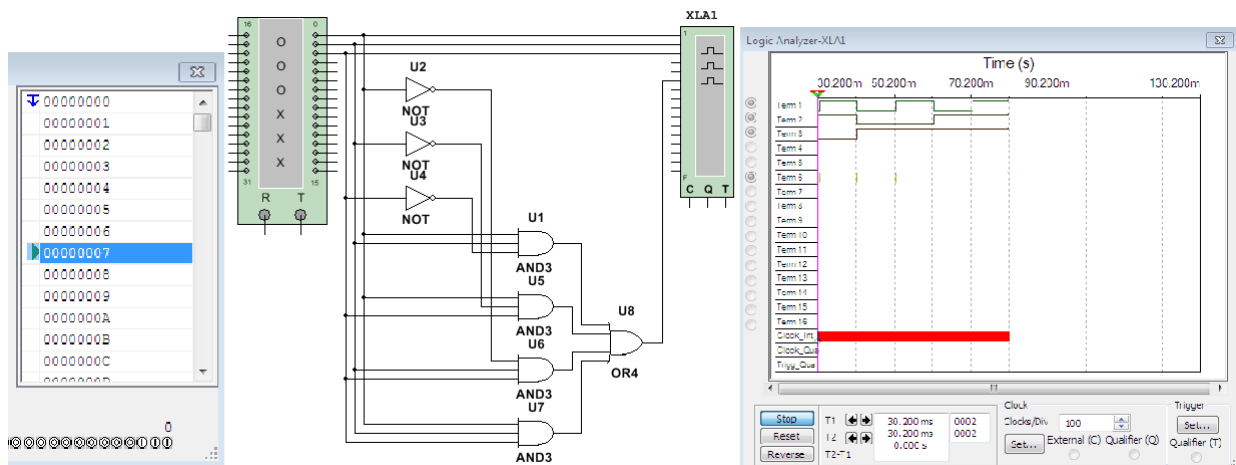 00000000
00000001
00000002
00000003
00000004
00000005
00000006
00000007
00000008
00000009
0000000A
0000000B
0000000C
0000000D
0
16
0
O
O
O
X
X
X
31
15
R
T
U2
NOT
U3
NOT
U4
NOT
U1
AND3
U5
AND3
U6
AND3
U7
AND3
U8
OR4
XLA1
1
F
C Q T
Logic Analyzer-XLA1
Time (s)
30.200m 50.200m 70.200m 90.200m 130.200m
Term 1
Term 2
Term 3
Term 4
Term 5
Term 6
Term 7
Term 8
Term 9
Term 10
Term 11
Term 12
Term 13
Term 14
Term 15
Term 16
Clock_Int
Clock_Qua
Trigg_Qua
Stop
Reset
Reverse
T1 30.200 ms 0002
T2 30.200 ms 0002
T2-T1 0.000 s
Clock
Clocks/Div 100
Set... External (C) Qualifier (Q)
Trigger
Set...
Qualifier (T)